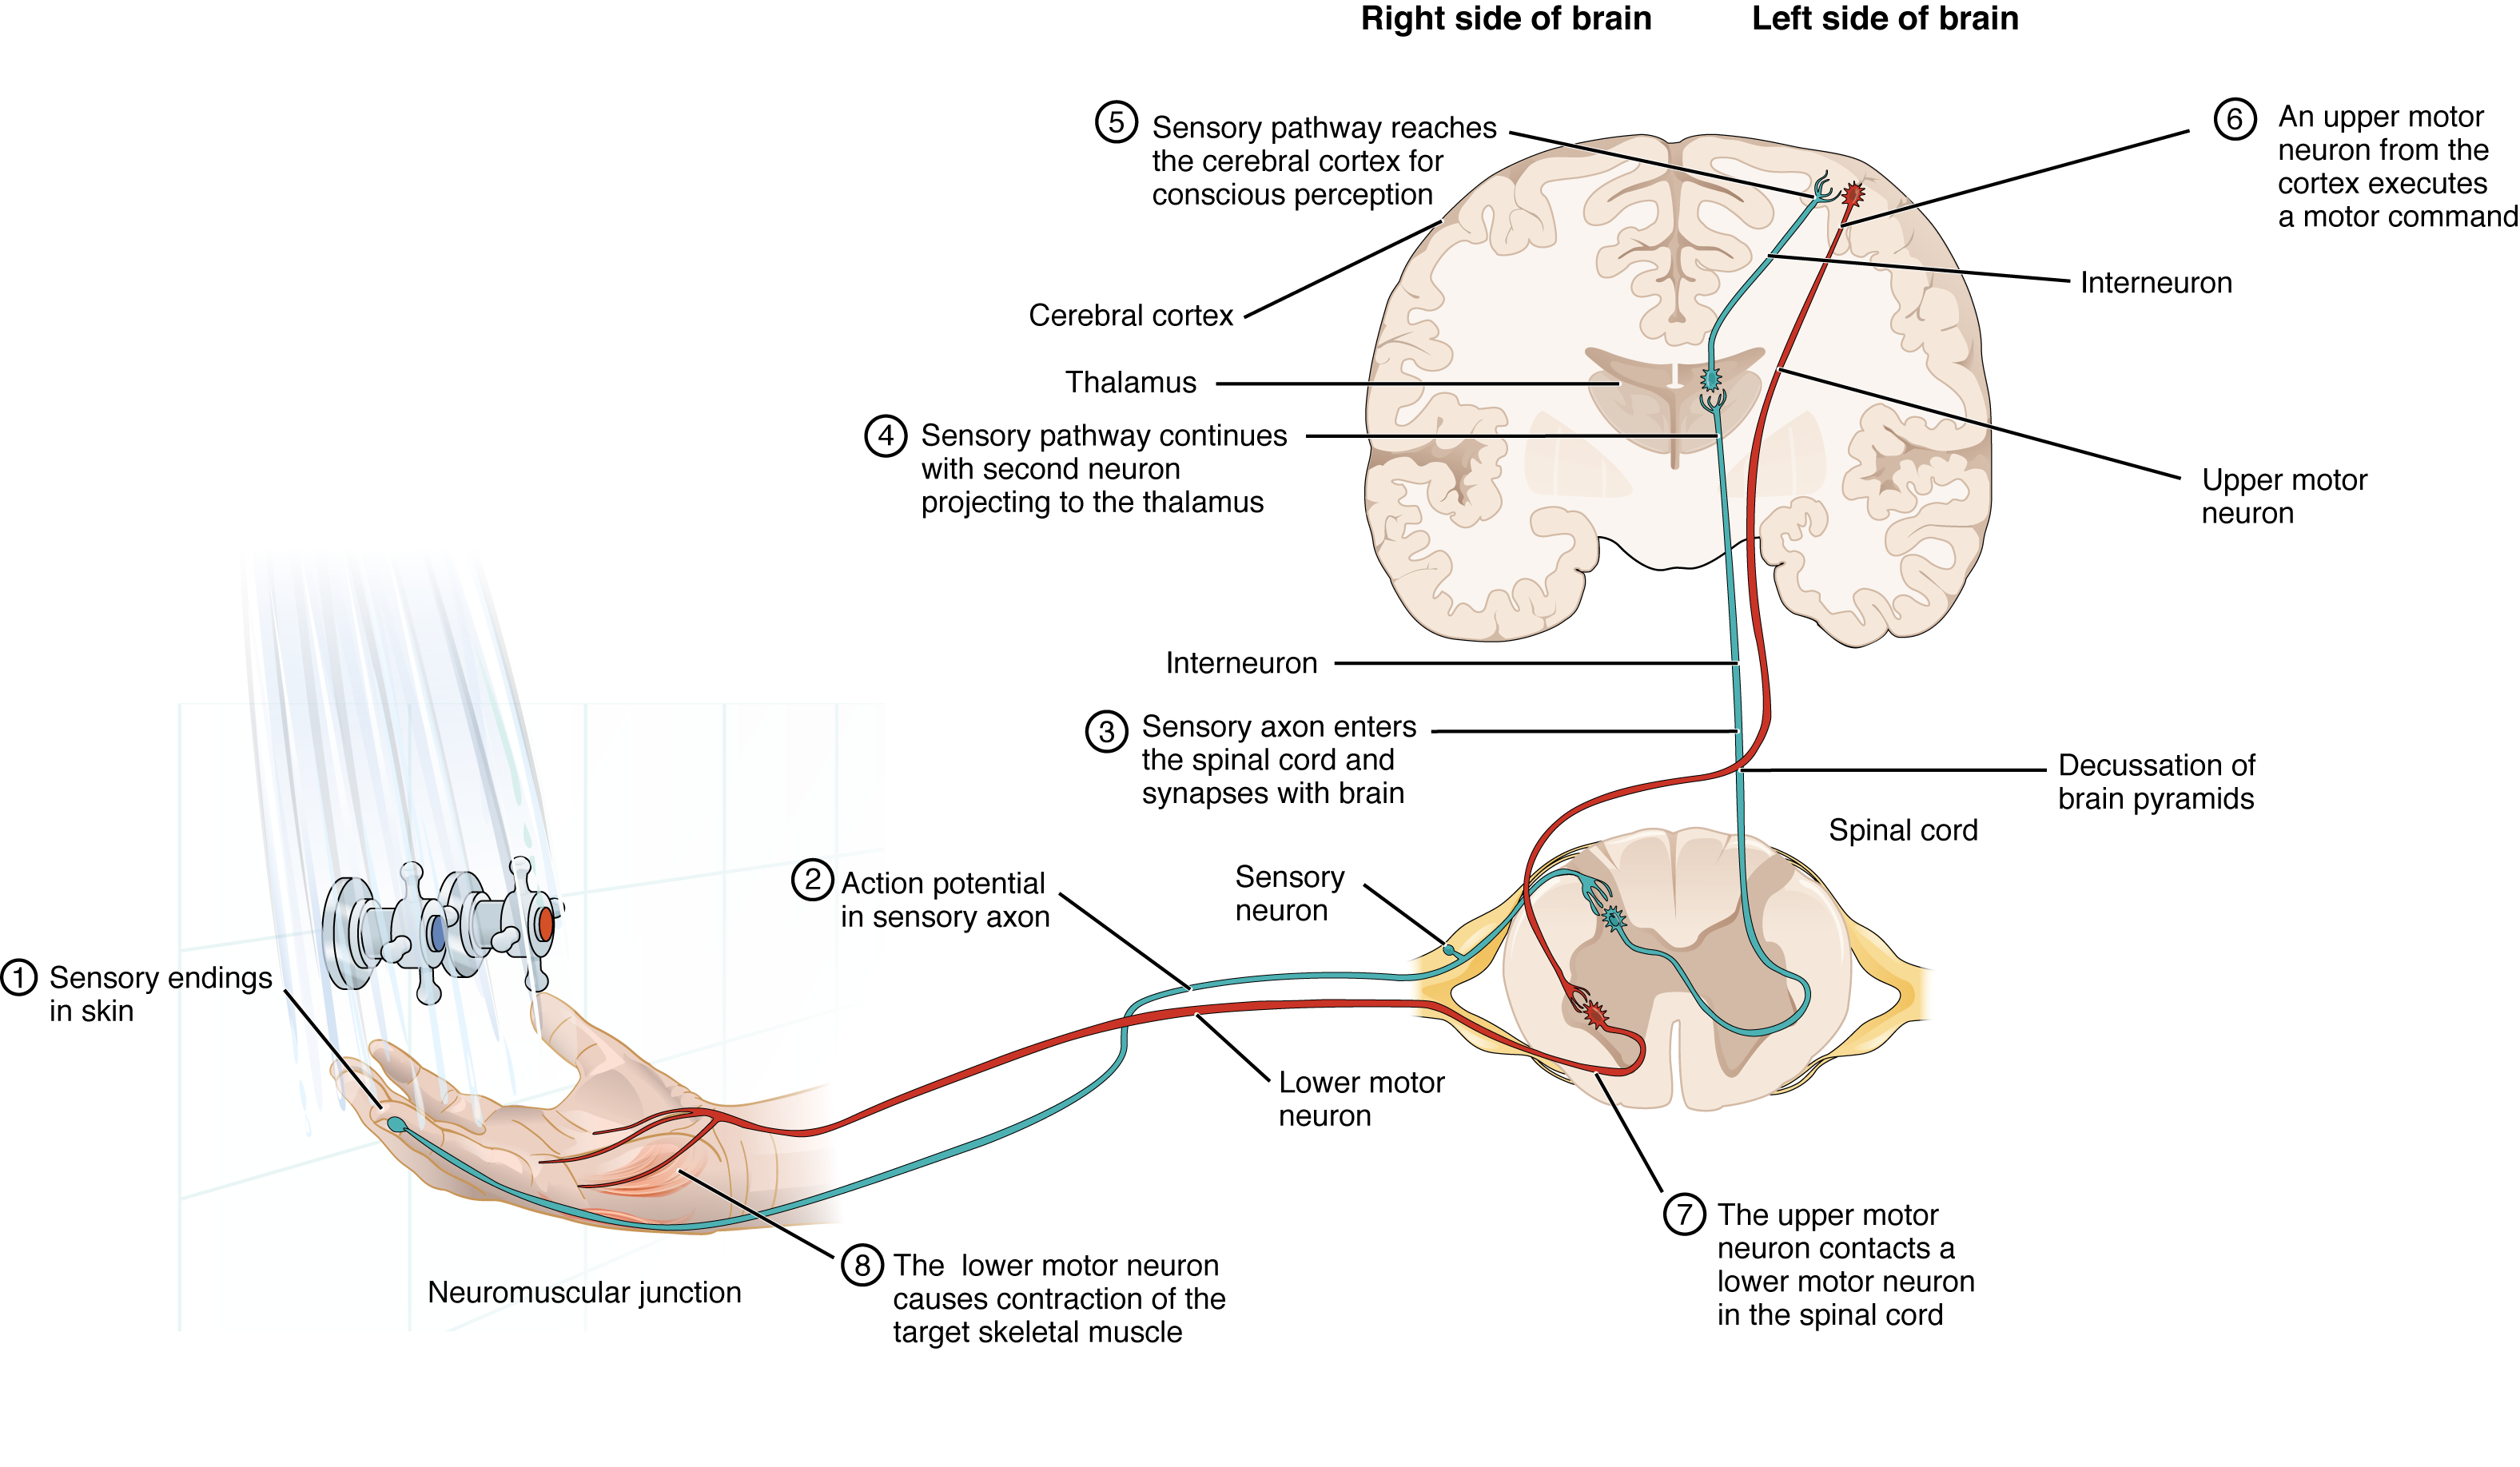 Right side of brain
Left side of brain
5 Sensory pathway reaches
the cerebral cortex for
conscious perception
6 An upper motor
neuron from the
cortex executes
a motor command
Interneuron
Cerebral cortex
Thalamus
4 Sensory pathway continues
with second neuron
projecting to the thalamus
Upper motor
neuron
Interneuron
3 Sensory axon enters
the spinal cord and
synapses with brain
Decussation of
brain pyramids
Spinal cord
Sensory
neuron
2 Action potential
in sensory axon
1 Sensory endings
in skin
Lower motor
neuron
7 The upper motor
neuron contacts a
lower motor neuron
in the spinal cord
8 The lower motor neuron
causes contraction of the
target skeletal muscle
Neuromuscular junction